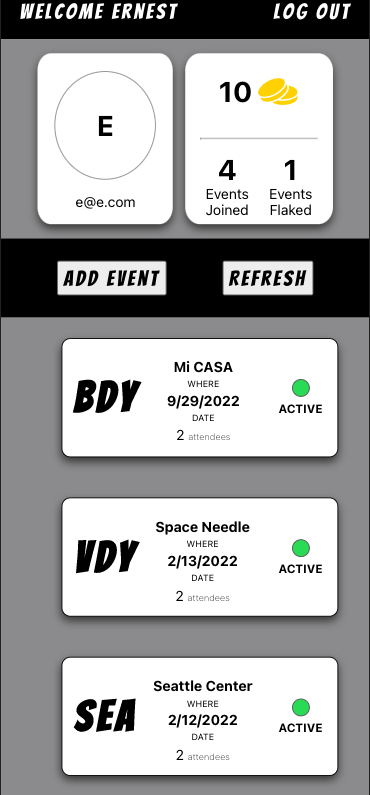 WELCOME ERNEST
LOG OUT
E
e@e.com
10
4
Events
Joined
1
Events
Flaked
ADD EVENT
REFRESH
BDY
Mi CASA
WHERE
9/29/2022
DATE
2 attendees
ACTIVE
VDY
Space Needle
WHERE
2/13/2022
DATE
2 attendees
ACTIVE
SEA
Seattle Center
WHERE
2/12/2022
DATE
2 attendees
ACTIVE